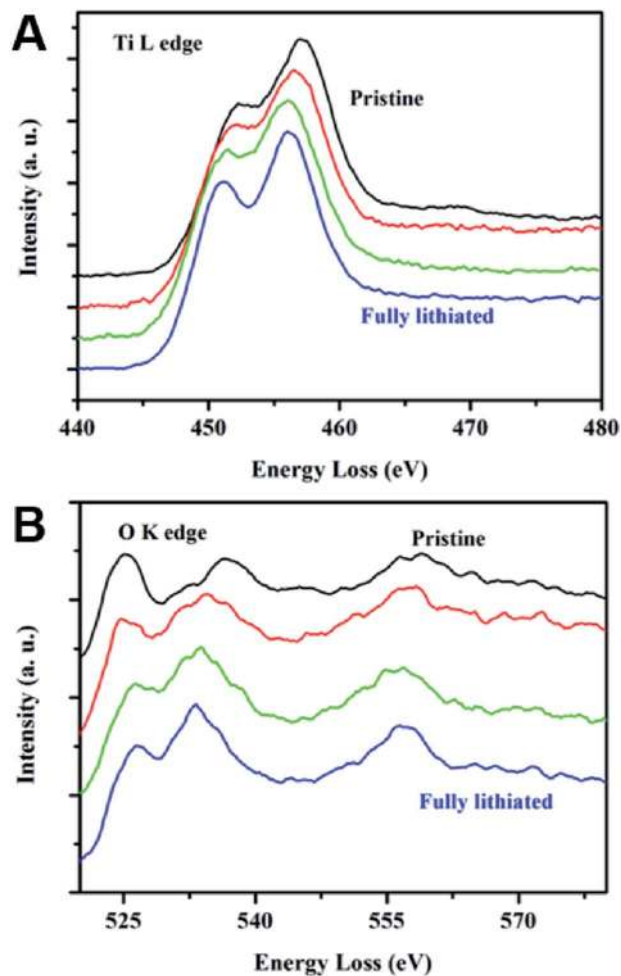 A
Ti L edge
Pristine
Fully lithiated
Intensity (a. u.)
440 450 460 470 480
Energy Loss (eV)
B
O K edge
Pristine
Fully lithiated
Intensity (a. u.)
525 540 555 570
Energy Loss (eV)